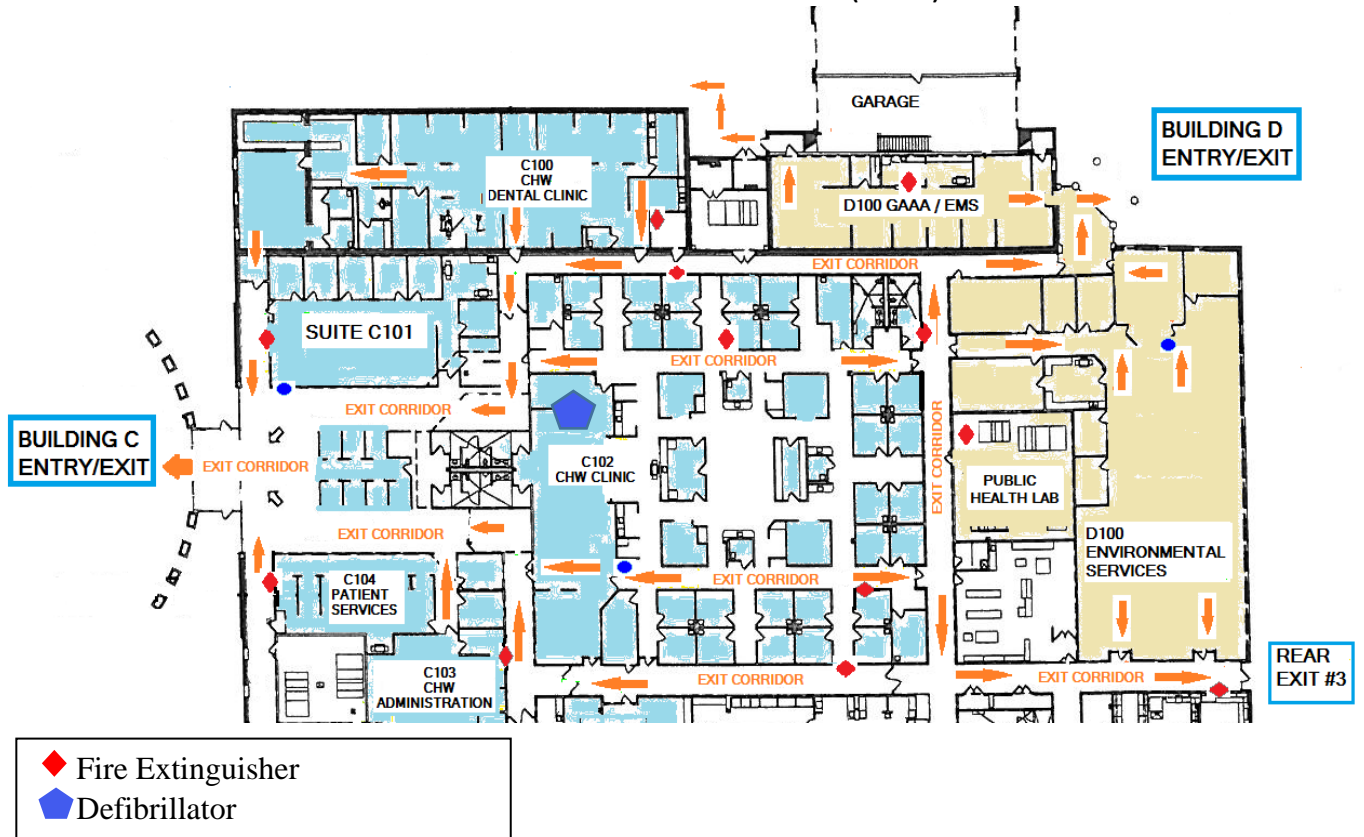 GARAGE
BUILDING D
ENTRY/EXIT
C100
CHW
DENTAL CLINIC
D100 GAAA / EMS
EXIT CORRIDOR
SUITE C101
EXIT CORRIDOR
EXIT CORRIDOR
BUILDING C
ENTRY/EXIT
EXIT CORRIDOR
C102
CHW CLINIC
EXIT CORRIDOR
PUBLIC
HEALTH LAB
EXIT CORRIDOR
D100
ENVIRONMENTAL
SERVICES
C104
PATIENT
SERVICES
EXIT CORRIDOR
C103
CHW
ADMINISTRATION
EXIT CORRIDOR
EXIT CORRIDOR
REAR
EXIT #3
Fire Extinguisher
Defibrillator